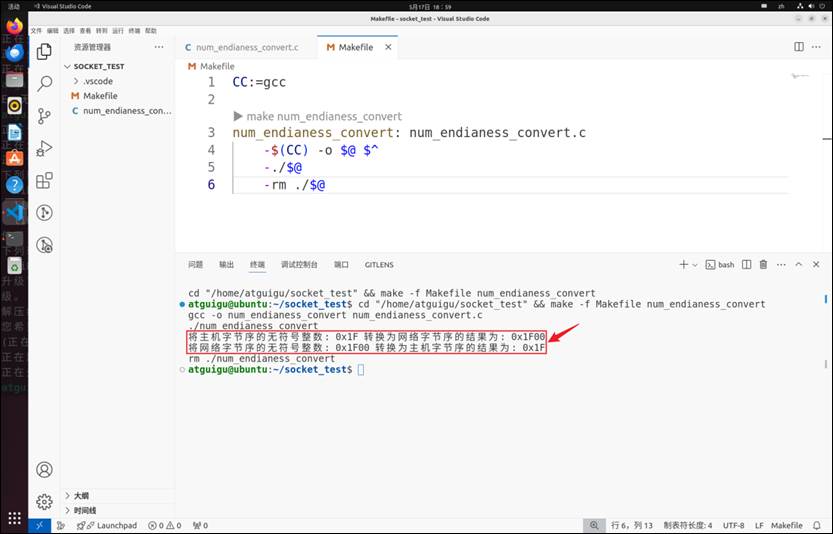 活动
Visual Studio Code
5月17日 18:59
zh
Makefile - socket_test - Visual Studio Code
文件 编辑 选择 查看 转到 运行 终端 帮助
资源管理器
SOCKET_TEST
.vscode
M Makefile
C num_endianess_con...
C num_endianess_convert.c
M Makefile
M Makefile
1 CC:=gcc
2
make num_endianess_convert
3 num_endianess_convert: num_endianess_convert.c
4 -$(CC) -o $@ $^
5 -./$@
6 -rm ./$@
问题 输出 终端 调试控制台 端口 GITLENS
bash
cd "/home/atguigu/socket_test" && make -f Makefile num_endianess_convert
atguigu@ubuntu:~/socket_test$ cd "/home/atguigu/socket_test" && make -f Makefile num_endianess_convert
gcc -o num_endianess_convert num_endianess_convert.c
./num_endianess_convert
将主机字节序的无符号整数: 0x1F 转换为网络字节序的结果为: 0x1F00
将网络字节序的无符号整数: 0x1F00 转换为主机字节序的结果为: 0x1F
rm ./num_endianess_convert
atguigu@ubuntu:~/socket_test$
大纲
时间线
Launchpad 0 0 0
行 6，列 13 制表符长度: 4 UTF-8 LF Makefile